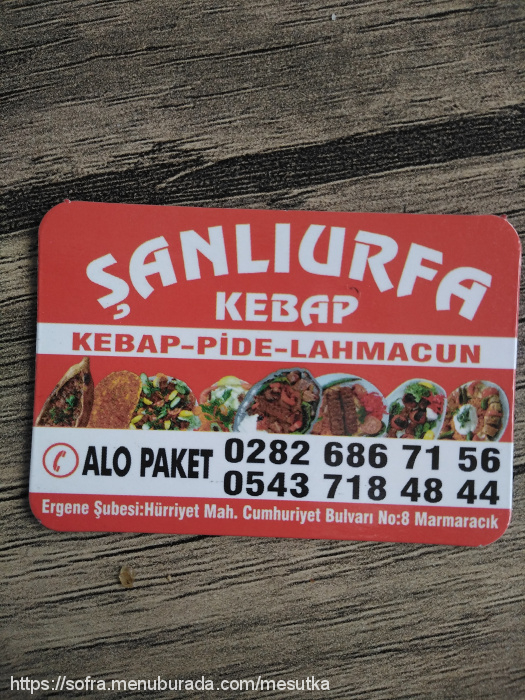 ŞANLIURFA
KEBAP
KEBAP-PİDE-LAHMACUN
ALO PAKET 0282 686 71 56
0543 718 48 44
Ergene Şubesi:Hürriyet Mah. Cumhuriyet Bulvarı No:8 Marmaracık
https://sofra.menuburada.com/mesutka